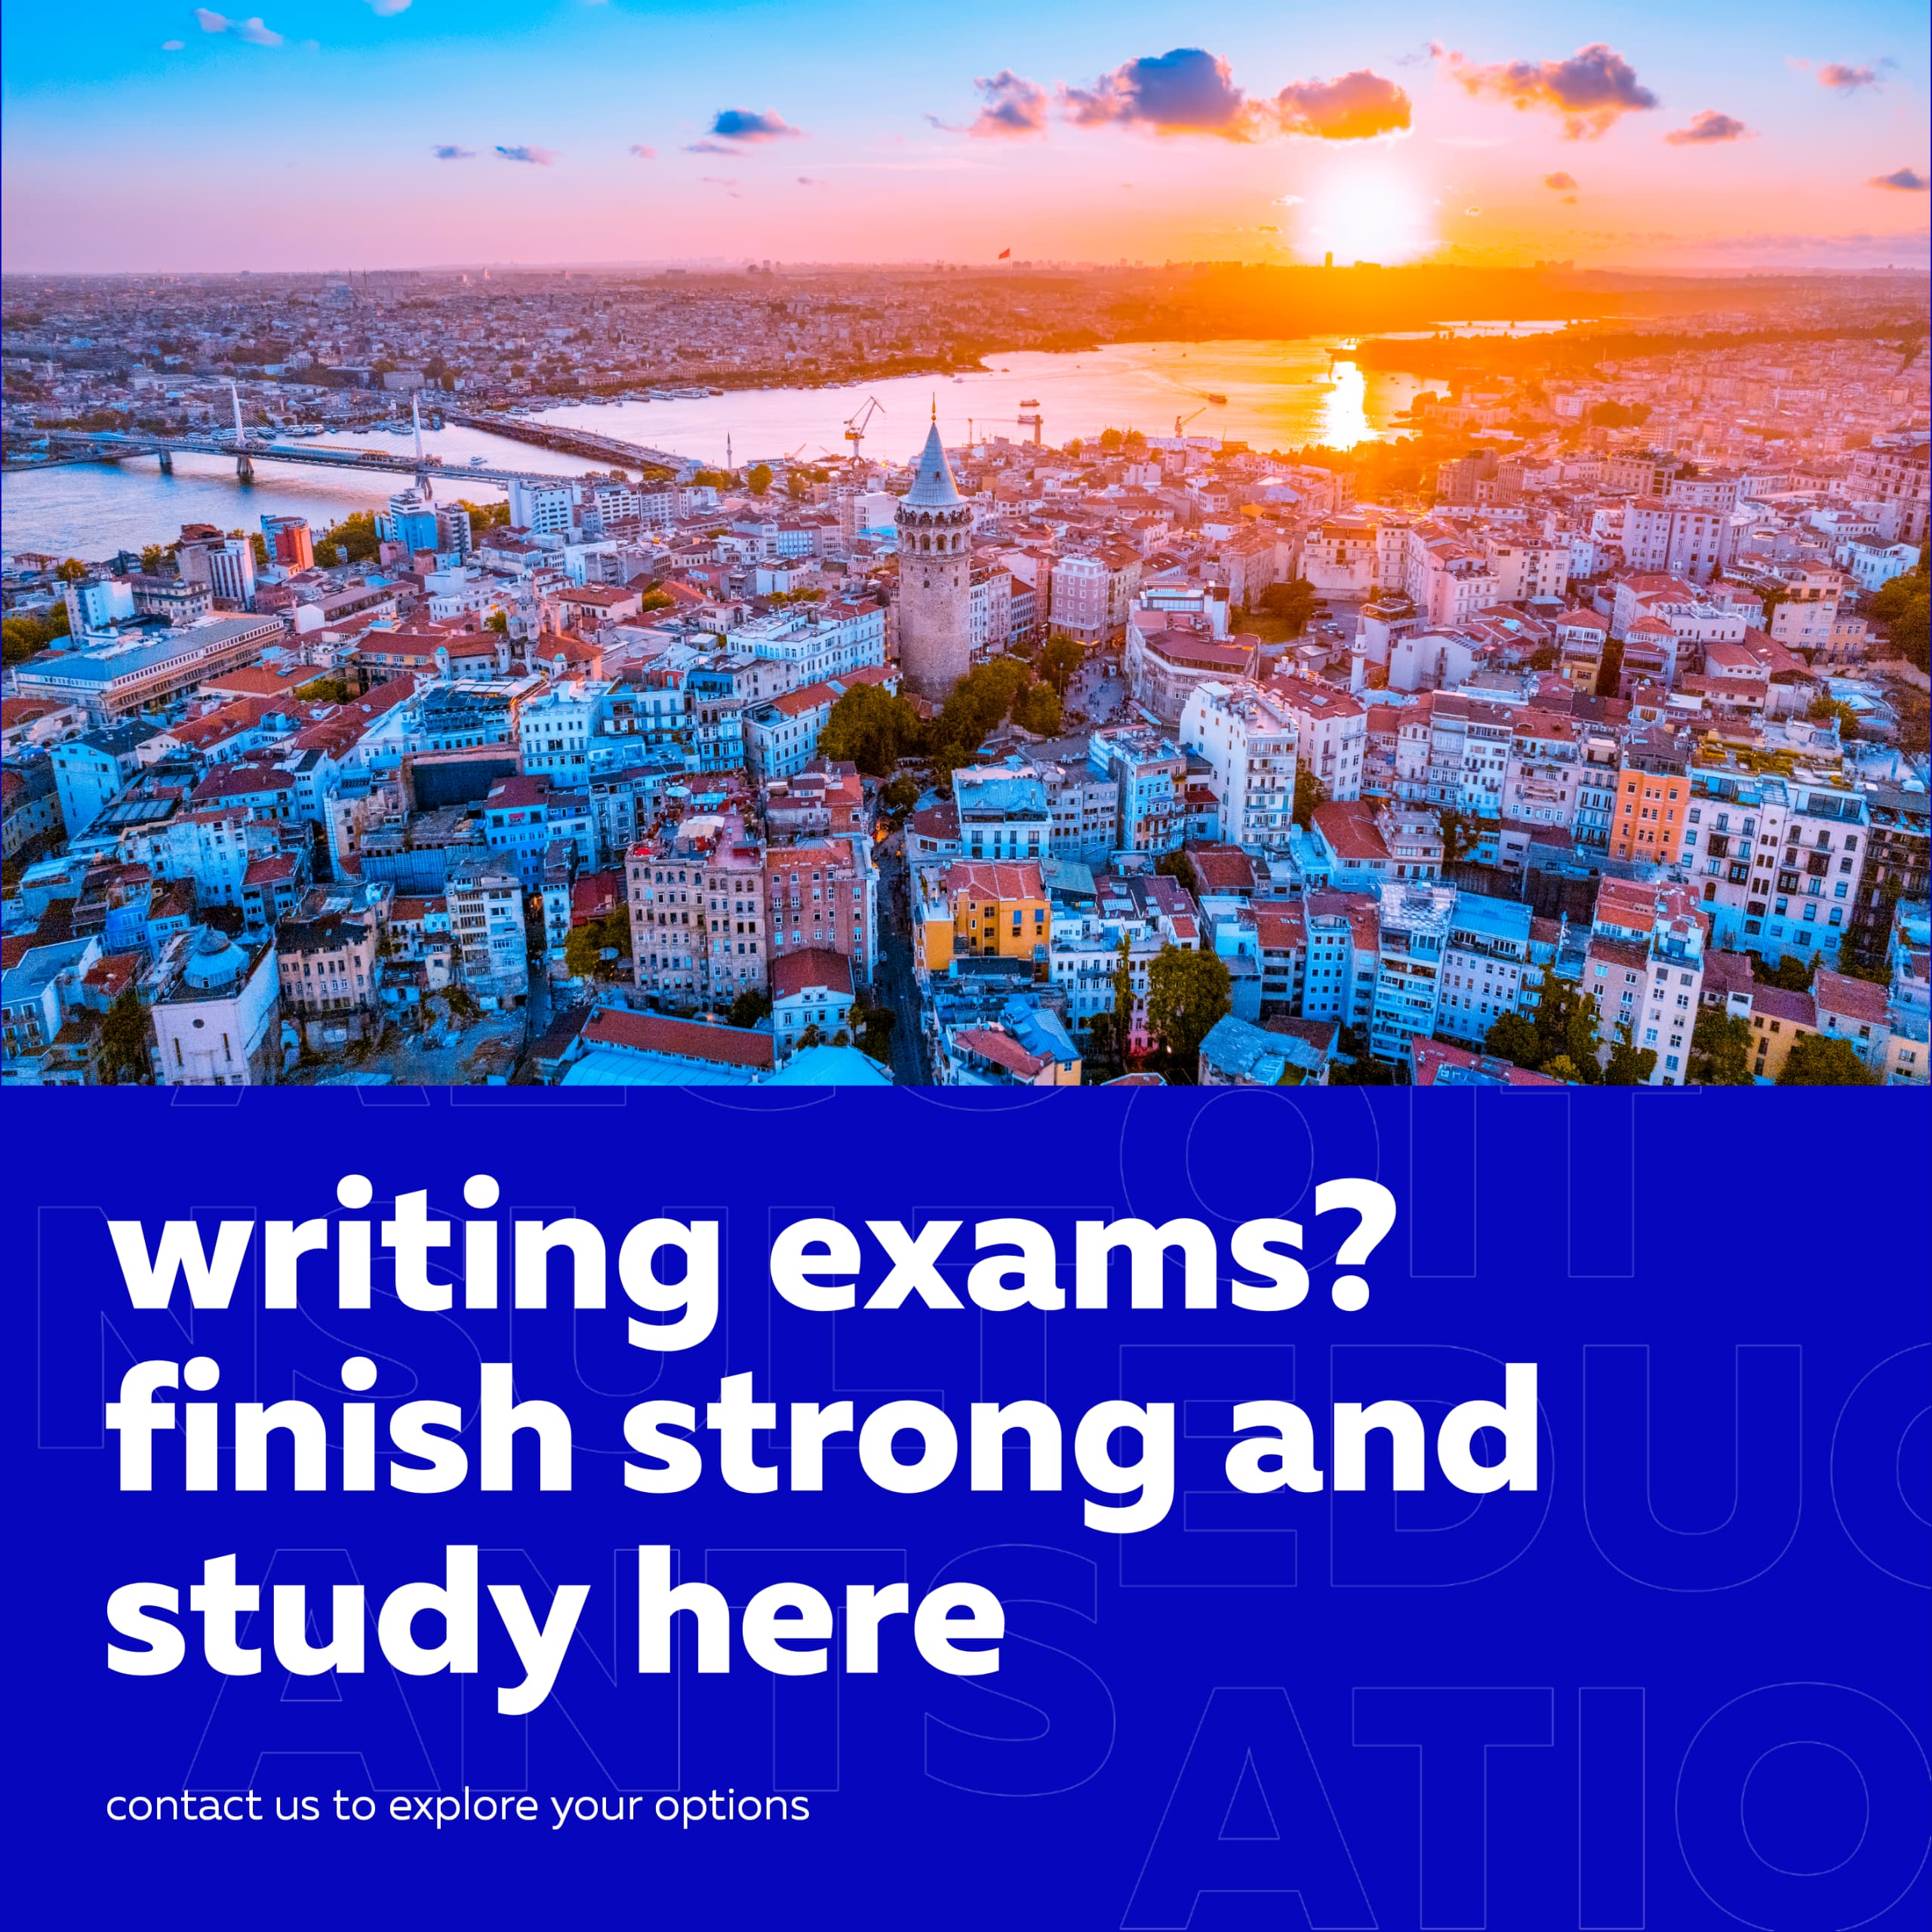 writing exams?
finish strong and
study here
contact us to explore your options